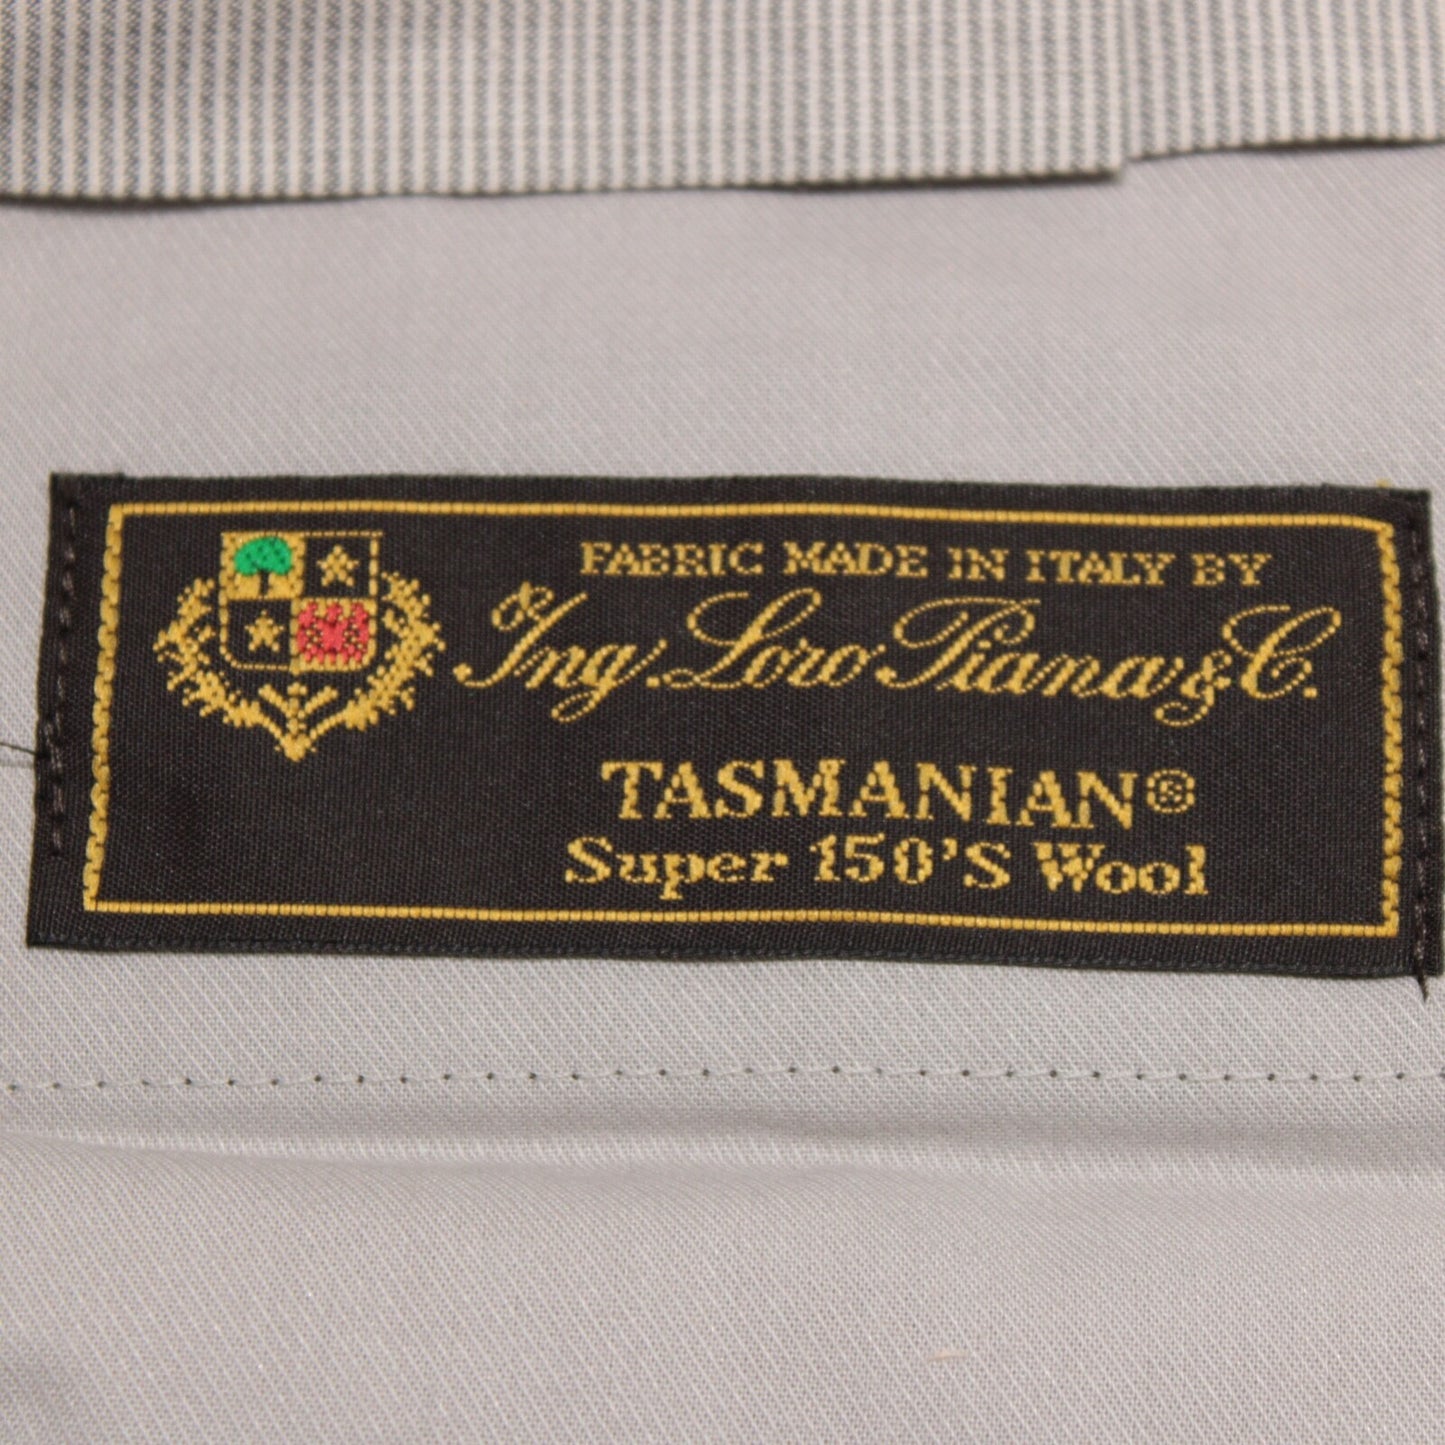 FABRIC MADE IN ITALY BY
Ing. Loro Piana & C.
TASMANIAN®
Super 150'S Wool